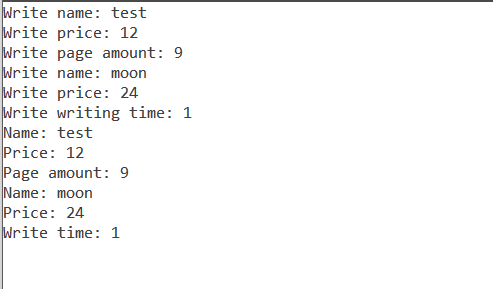 Write name: test
Write price: 12
Write page amount: 9
Write name: moon
Write price: 24
Write writing time: 1
Name: test
Price: 12
Page amount: 9
Name: moon
Price: 24
Write time: 1